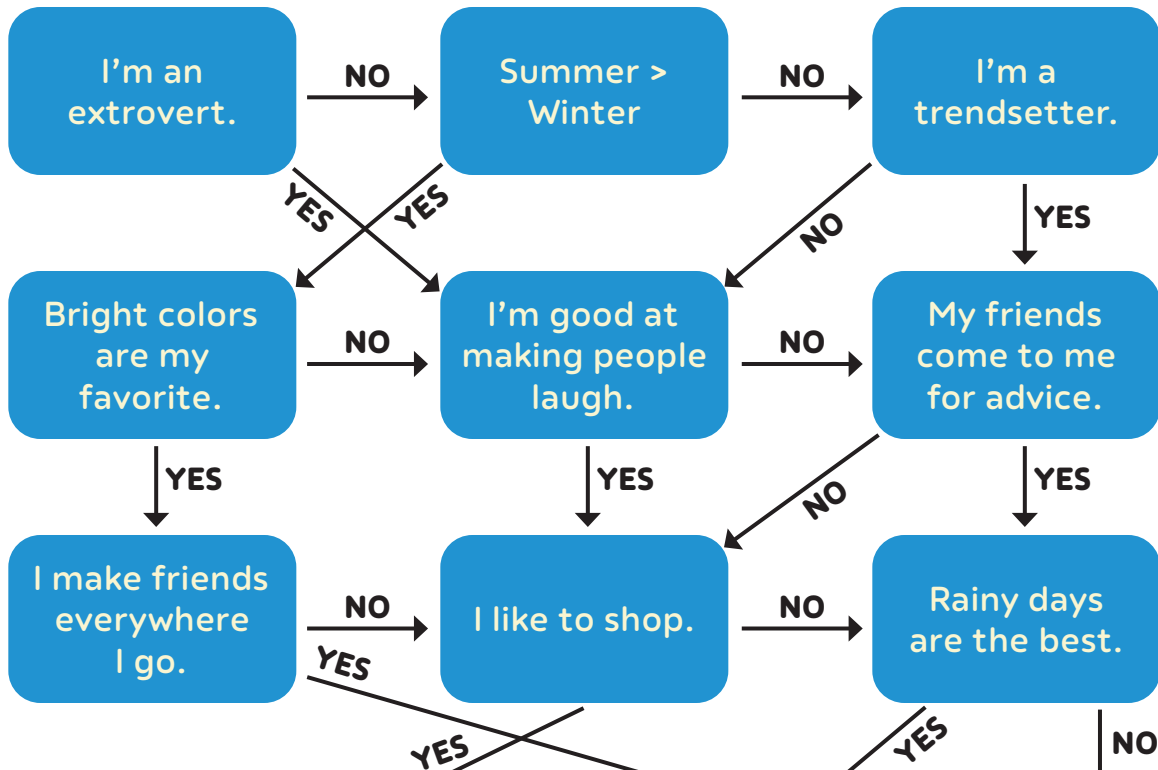 I'm an
extrovert.
NO
Summer >
Winter
NO
I'm a
trendsetter.
YES
YES
NO
YES
Bright colors
are my
favorite.
NO
I'm good at
making people
laugh.
NO
My friends
come to me
for advice.
YES
YES
NO
YES
I make friends
everywhere
I go.
NO
I like to shop.
NO
Rainy days
are the best.
YES
YES
YES
NO